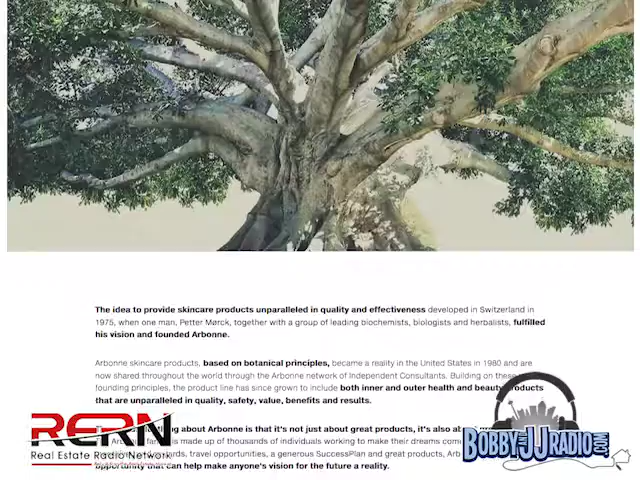 The idea to provide skincare products unparalleled in quality and effectiveness developed in Switzerland in
1975, when one man, Petter Mørck, together with a group of leading biochemists, biologists and herbalists, fulfilled
his vision and founded Arbonne.
Arbonne skincare products, based on botanical principles, became a reality in the United States in 1980 and are
now shared throughout the world through the Arbonne network of Independent Consultants. Building on these
founding principles, the product line has since grown to include both inner and outer health and beauty products
that are unparalleled in quality, safety, value, benefits and results.
thing about Arbonne is that it's not just about great products, it's also
is made up of thousands of individuals working to make their dreams
travel opportunities, a generous SuccessPlan and great products,
opportunity that can help make anyone's vision for the future a reality.
RERN
Real Estate Radio Network
BOBBY AND JJRADIO.COM